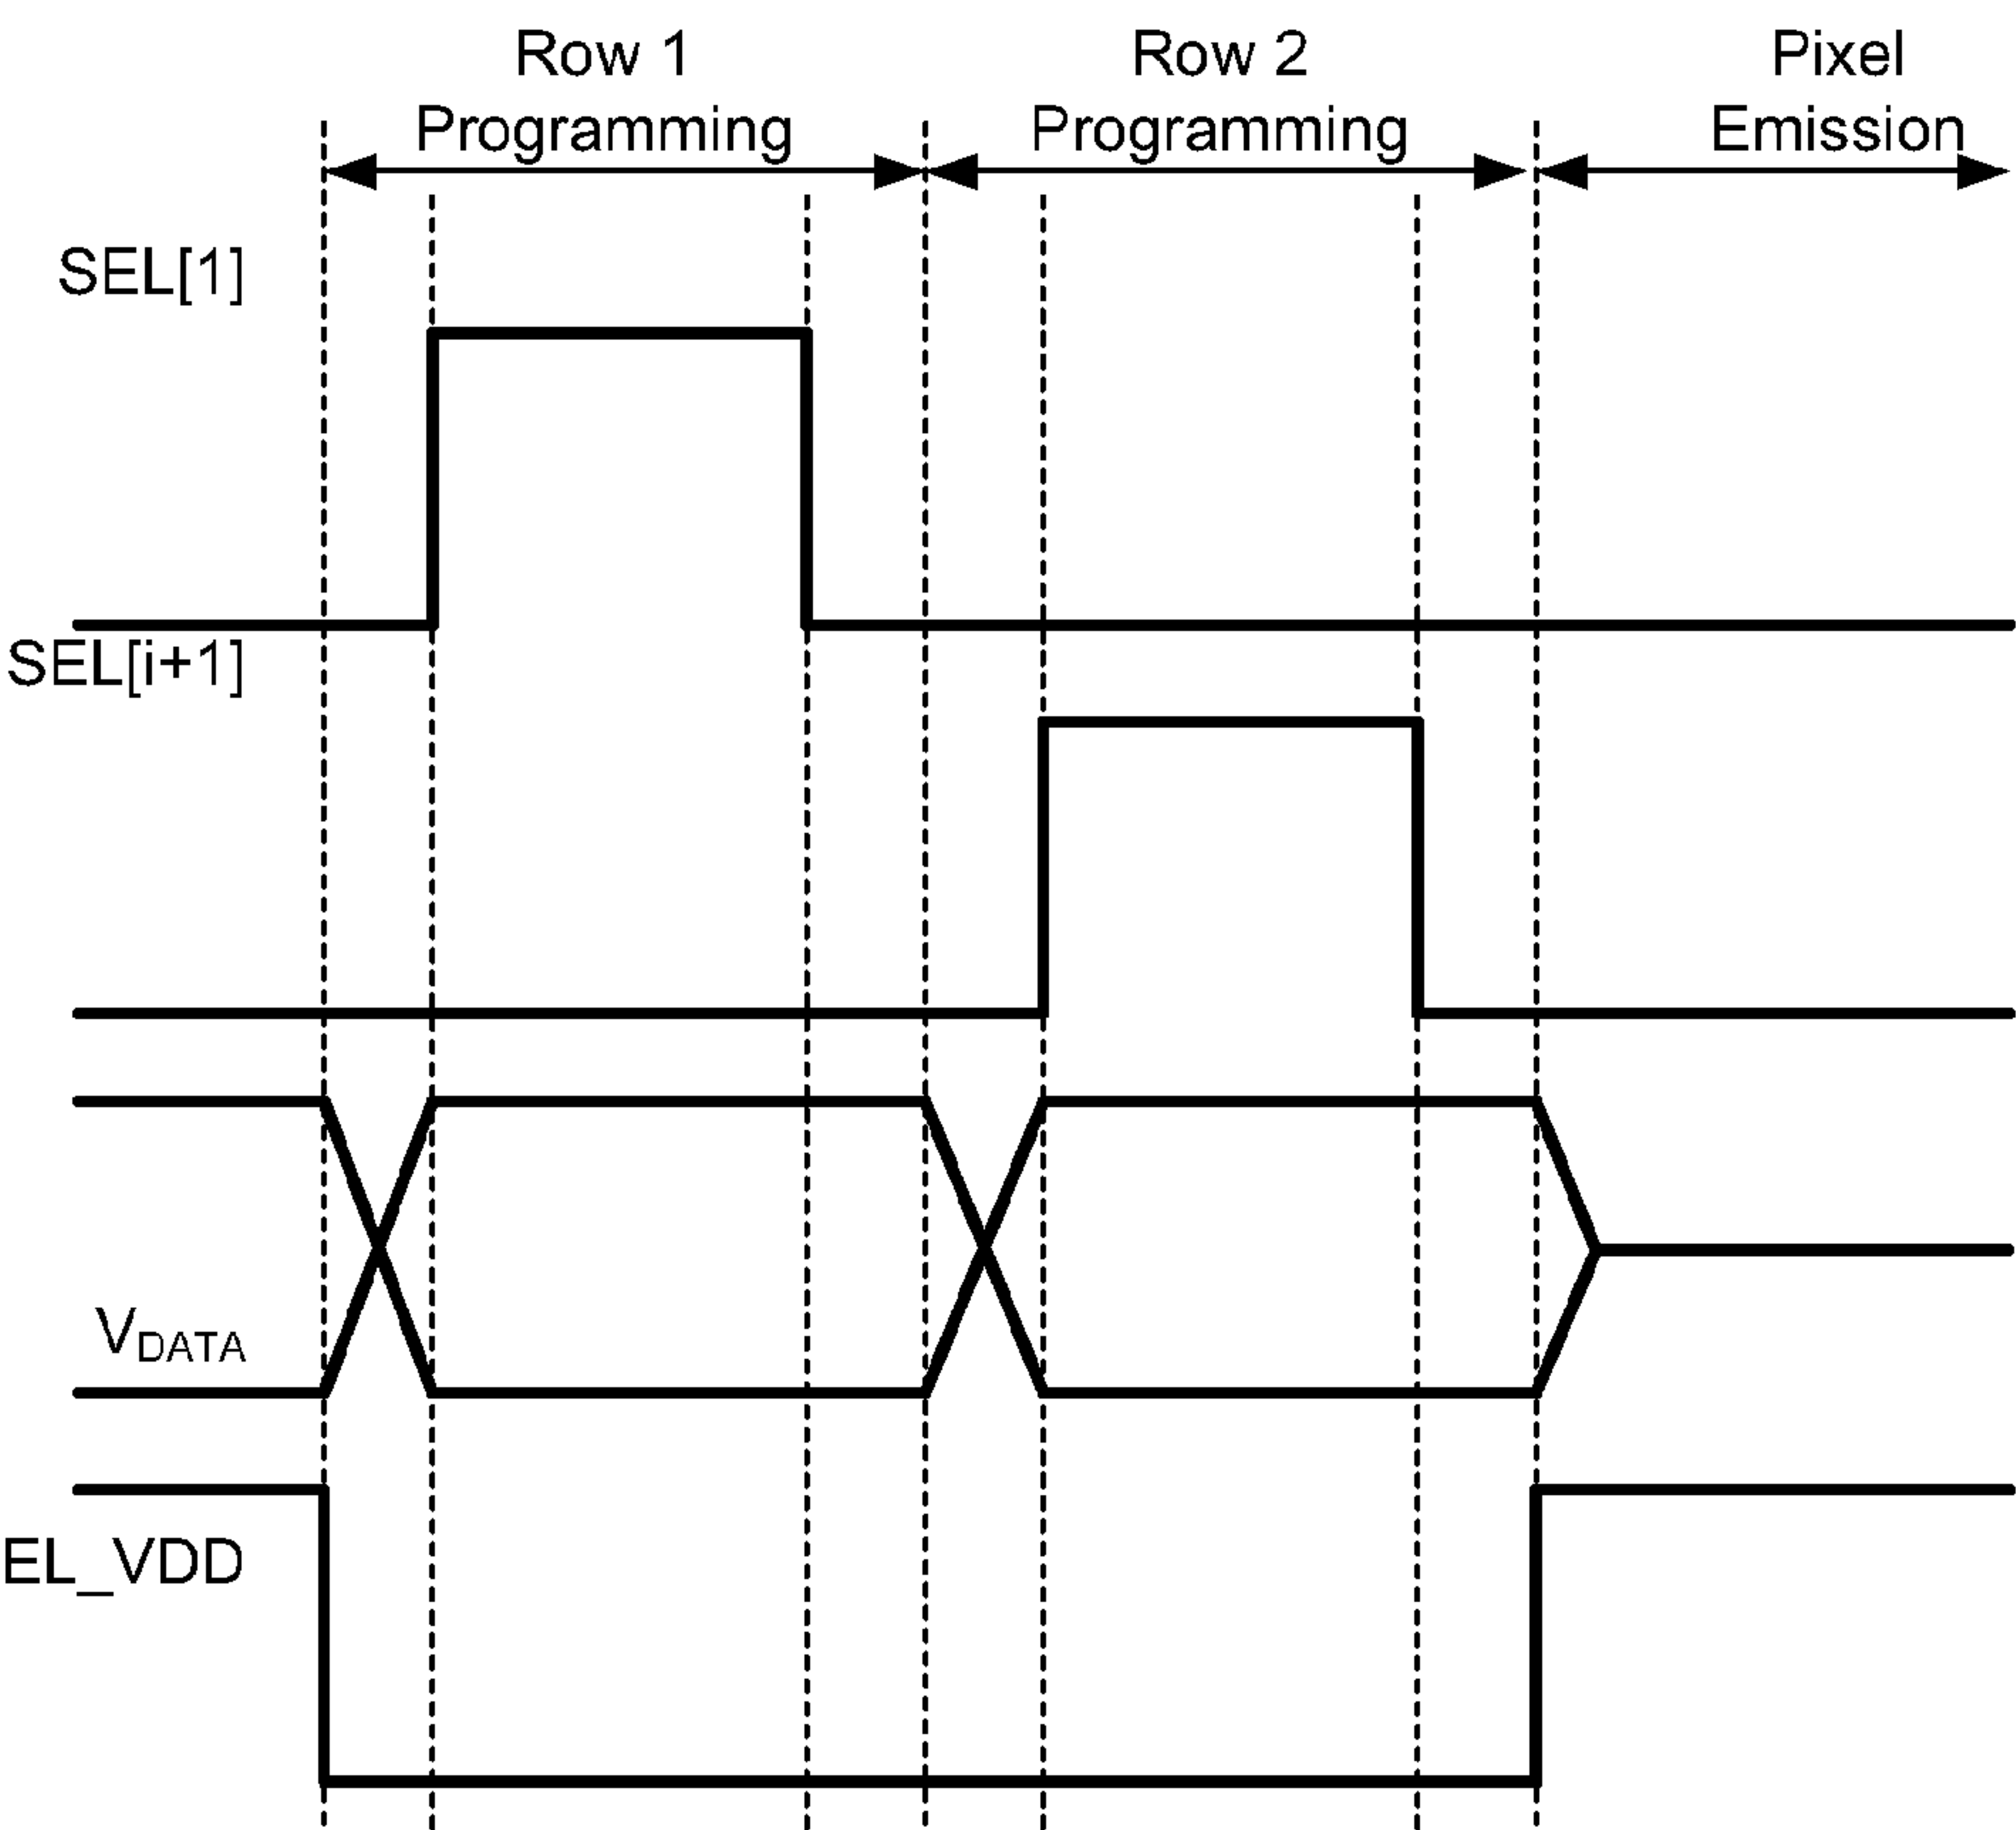 Row 1
Programming
Row 2
Programming
Pixel
Emission
SEL[1]
SEL[i+1]
VDATA
EL_VDD